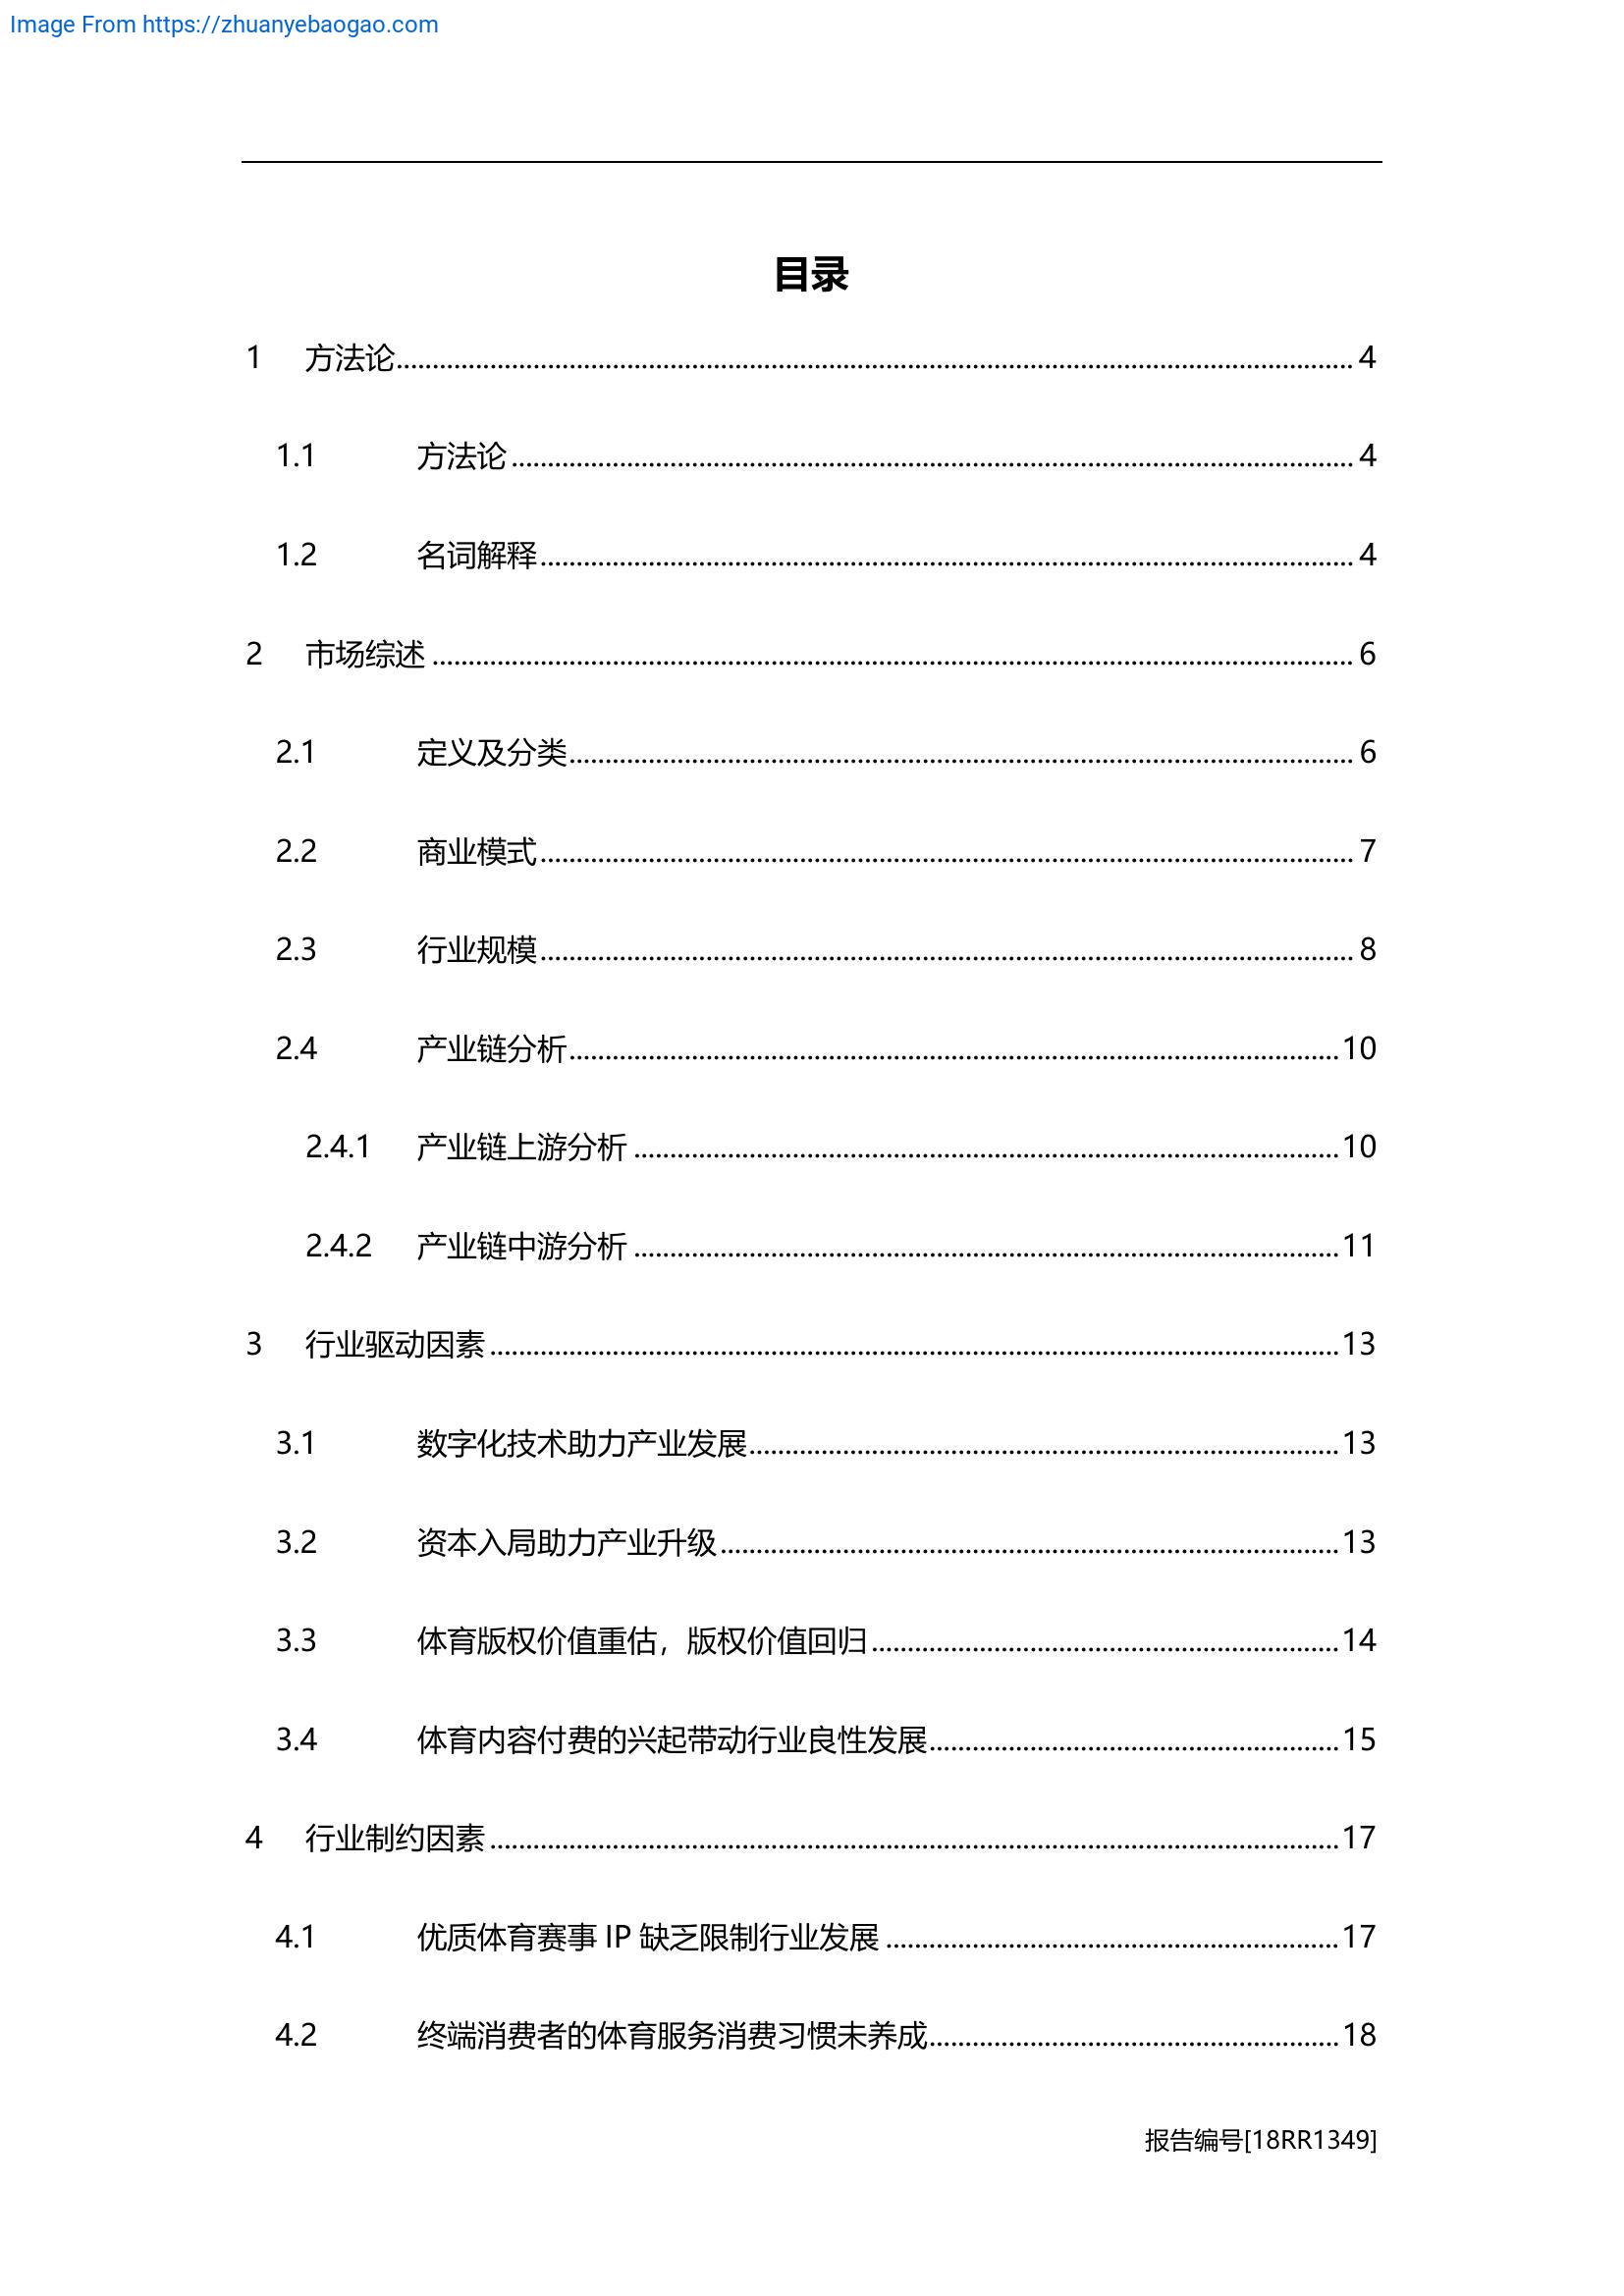 Image From https://zhuanyebaogao.com
目录
1 方法论 4
1.1 方法论 4
1.2 名词解释 4
2 市场综述 6
2.1 定义及分类 6
2.2 商业模式 7
2.3 行业规模 8
2.4 产业链分析 10
2.4.1 产业链上游分析 10
2.4.2 产业链中游分析 11
3 行业驱动因素 13
3.1 数字化技术助力产业发展 13
3.2 资本入局助力产业升级 13
3.3 体育版权价值重估，版权价值回归 14
3.4 体育内容付费的兴起带动行业良性发展 15
4 行业制约因素 17
4.1 优质体育赛事 IP 缺乏限制行业发展 17
4.2 终端消费者的体育服务消费习惯未养成 18
报告编号[18RR1349]